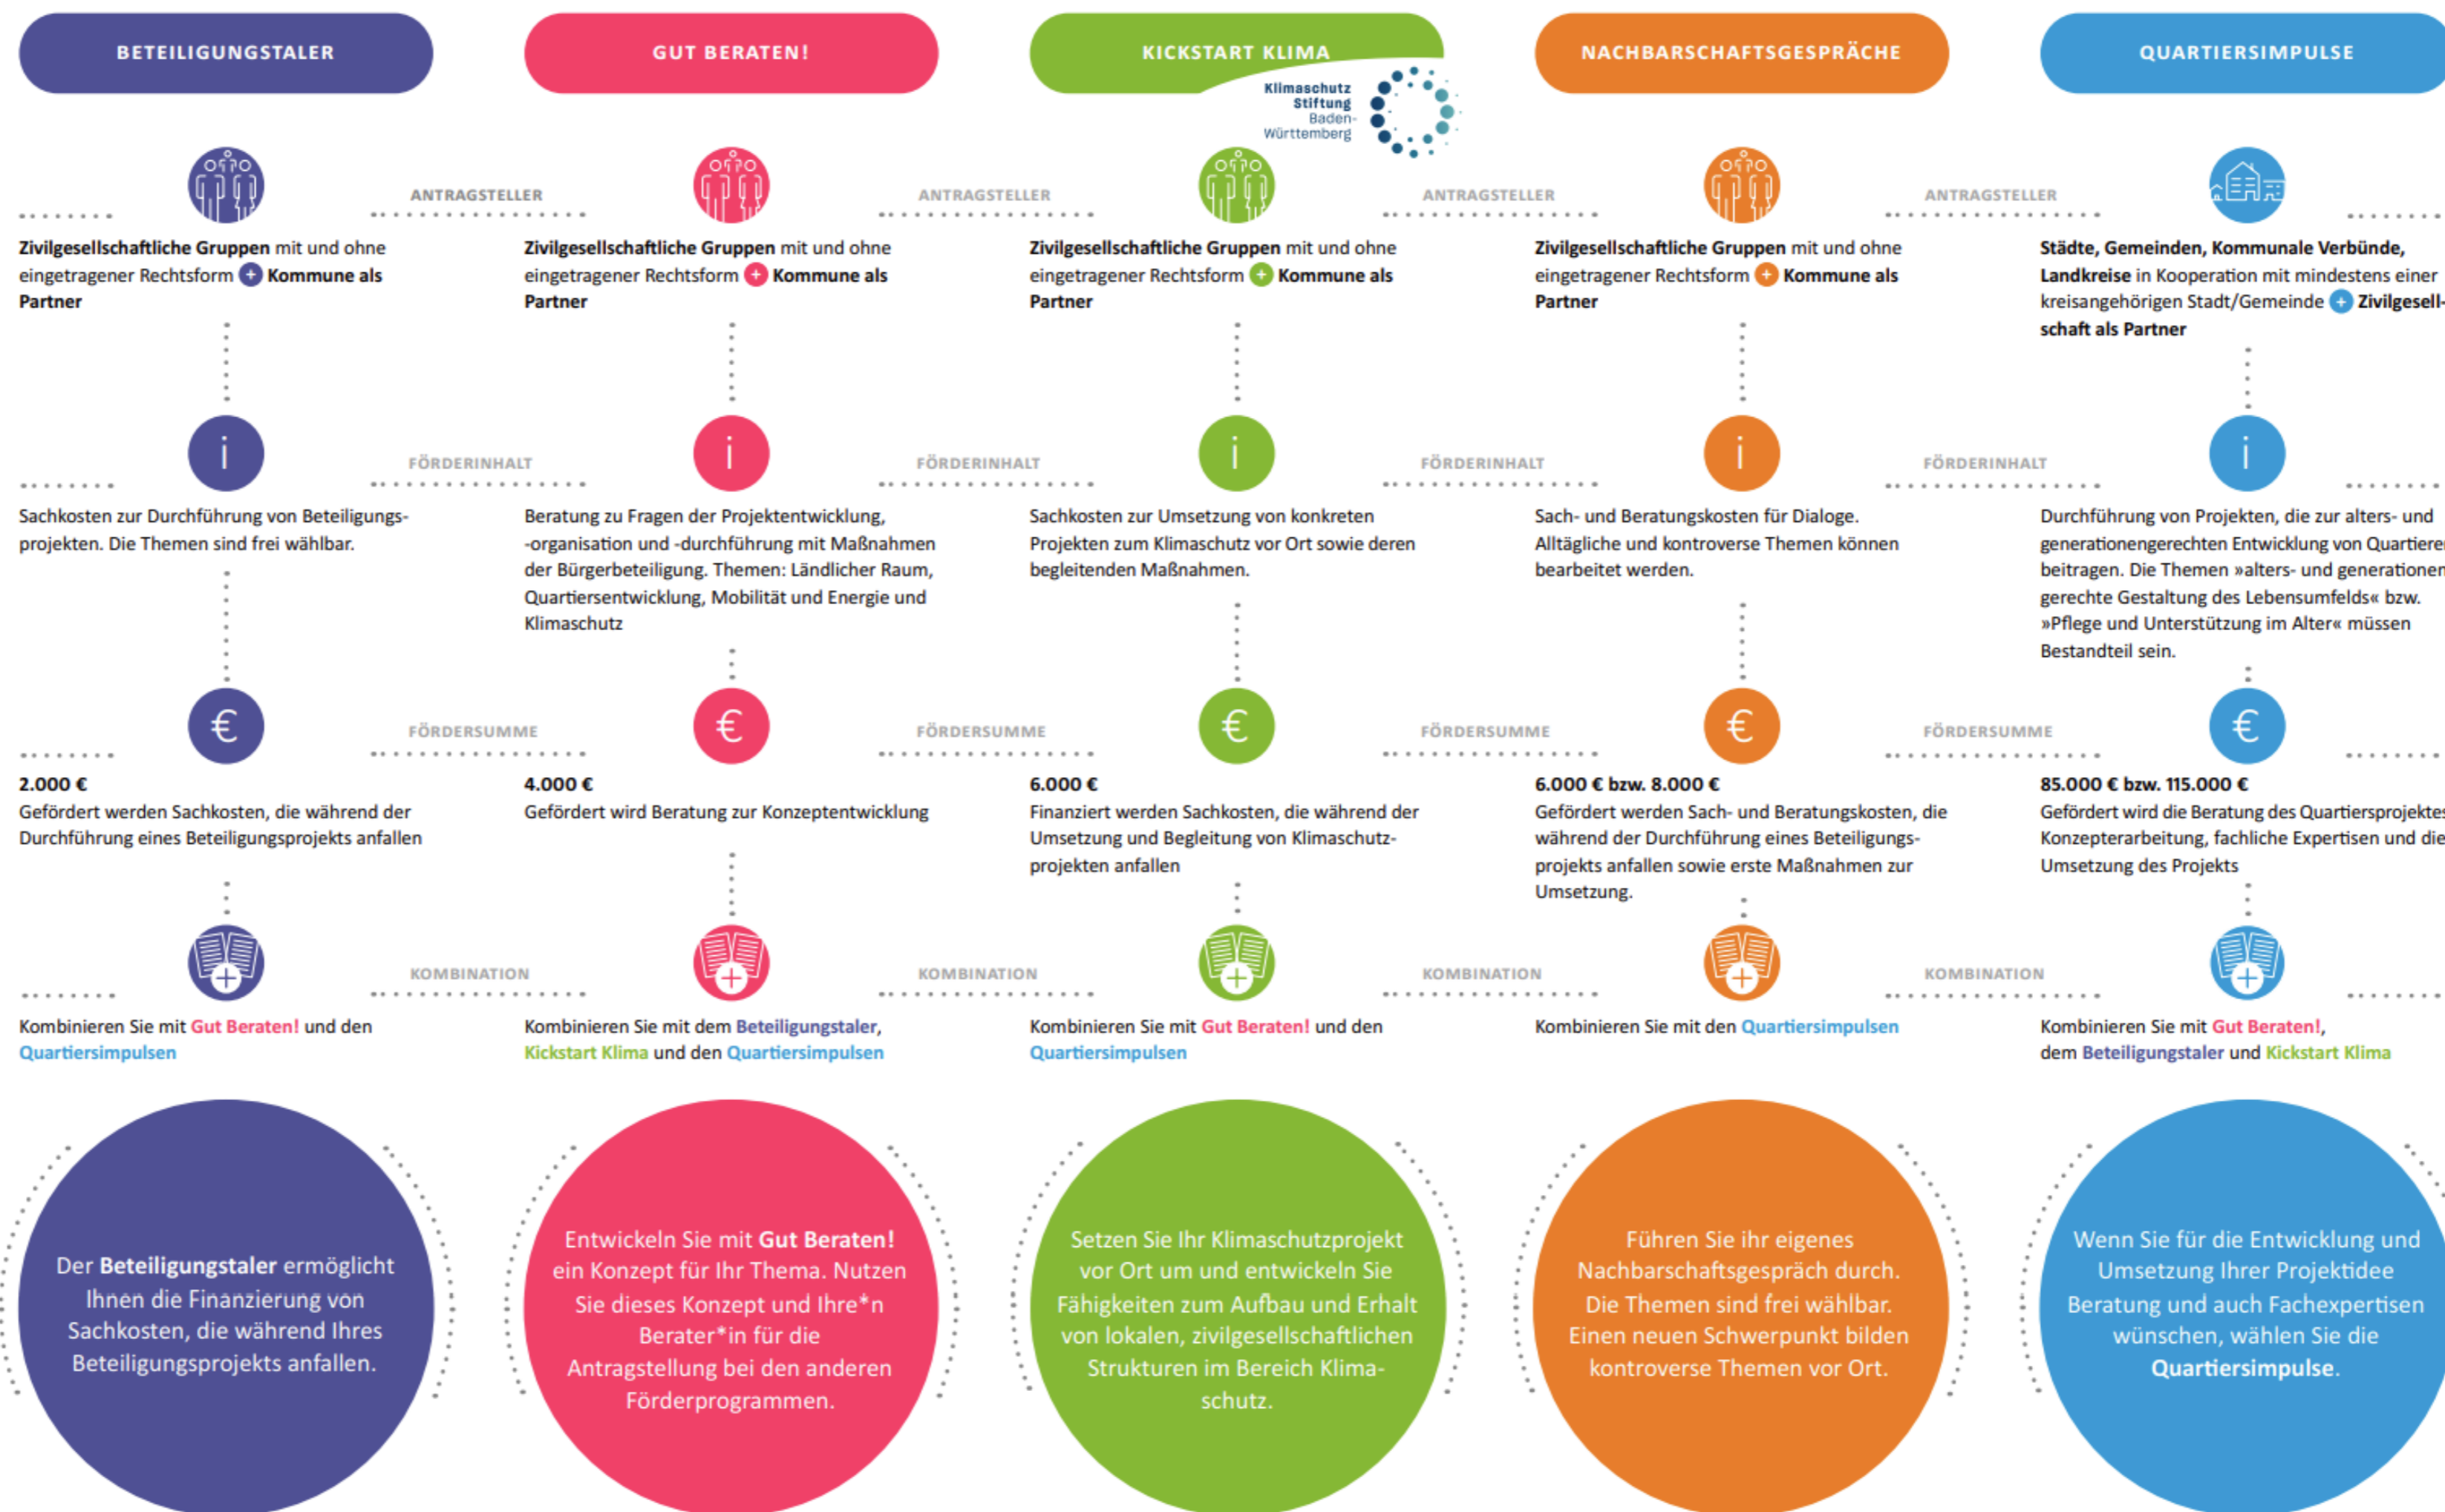 BETEILIGUNGSTALER
GUT BERATEN!
KICKSTART KLIMA
NACHBARSCHAFTSGESPRÄCHE
QUARTIERSIMPULSE
Klimaschutz
Stiftung
Baden-
Württemberg
ANTRAGSTELLER
ANTRAGSTELLER
ANTRAGSTELLER
ANTRAGSTELLER
Zivilgesellschaftliche Gruppen mit und ohne
eingetragener Rechtsform + Kommune als
Partner
Zivilgesellschaftliche Gruppen mit und ohne
eingetragener Rechtsform + Kommune als
Partner
Zivilgesellschaftliche Gruppen mit und ohne
eingetragener Rechtsform + Kommune als
Partner
Zivilgesellschaftliche Gruppen mit und ohne
eingetragener Rechtsform + Kommune als
Partner
Städte, Gemeinden, Kommunale Verbünde,
Landkreise in Kooperation mit mindestens einer
kreisangehörigen Stadt/Gemeinde + Zivilgesell-
schaft als Partner
i
i
i
i
i
FÖRDERINHALT
FÖRDERINHALT
FÖRDERINHALT
FÖRDERINHALT
Sachkosten zur Durchführung von Beteiligungs-
projekten. Die Themen sind frei wählbar.
Beratung zu Fragen der Projektentwicklung,
-organisation und -durchführung mit Maßnahmen
der Bürgerbeteiligung. Themen: Ländlicher Raum,
Quartiersentwicklung, Mobilität und Energie und
Klimaschutz
Sachkosten zur Umsetzung von konkreten
Projekten zum Klimaschutz vor Ort sowie deren
begleitenden Maßnahmen.
Sach- und Beratungskosten für Dialoge.
Alltägliche und kontroverse Themen können
bearbeitet werden.
Durchführung von Projekten, die zur alters- und
generationengerechten Entwicklung von Quartieren
beitragen. Die Themen »alters- und generationen
gerechte Gestaltung des Lebensumfelds« bzw.
»Pflege und Unterstützung im Alter« müssen
Bestandteil sein.
€
€
€
€
€
FÖRDERSUMME
FÖRDERSUMME
FÖRDERSUMME
FÖRDERSUMME
2.000 €
Gefördert werden Sachkosten, die während der
Durchführung eines Beteiligungsprojekts anfallen
4.000 €
Gefördert wird Beratung zur Konzeptentwicklung
6.000 €
Finanziert werden Sachkosten, die während der
Umsetzung und Begleitung von Klimaschutz-
projekten anfallen
6.000 € bzw. 8.000 €
Gefördert werden Sach- und Beratungskosten, die
während der Durchführung eines Beteiligungs-
projekts anfallen sowie erste Maßnahmen zur
Umsetzung.
85.000 € bzw. 115.000 €
Gefördert wird die Beratung des Quartiersprojektes
Konzepterarbeitung, fachliche Expertisen und die
Umsetzung des Projekts
KOMBINATION
KOMBINATION
KOMBINATION
KOMBINATION
Kombinieren Sie mit Gut Beraten! und den
Quartiersimpulsen
Kombinieren Sie mit dem Beteiligungstaler,
Kickstart Klima und den Quartiersimpulsen
Kombinieren Sie mit Gut Beraten! und den
Quartiersimpulsen
Kombinieren Sie mit den Quartiersimpulsen
Kombinieren Sie mit Gut Beraten!,
dem Beteiligungstaler und Kickstart Klima
Der Beteiligungstaler ermöglicht
Ihnen die Finanzierung von
Sachkosten, die während Ihres
Beteiligungsprojekts anfallen.
Entwickeln Sie mit Gut Beraten!
ein Konzept für Ihr Thema. Nutzen
Sie dieses Konzept und Ihre*n
Berater*in für die
Antragstellung bei den anderen
Förderprogrammen.
Setzen Sie Ihr Klimaschutzprojekt
vor Ort um und entwickeln Sie
Fähigkeiten zum Aufbau und Erhalt
von lokalen, zivilgesellschaftlichen
Strukturen im Bereich Klima-
schutz.
Führen Sie ihr eigenes
Nachbarschaftsgespräch durch.
Die Themen sind frei wählbar.
Einen neuen Schwerpunkt bilden
kontroverse Themen vor Ort.
Wenn Sie für die Entwicklung und
Umsetzung Ihrer Projektidee
Beratung und auch Fachexpertisen
wünschen, wählen Sie die
Quartiersimpulse.